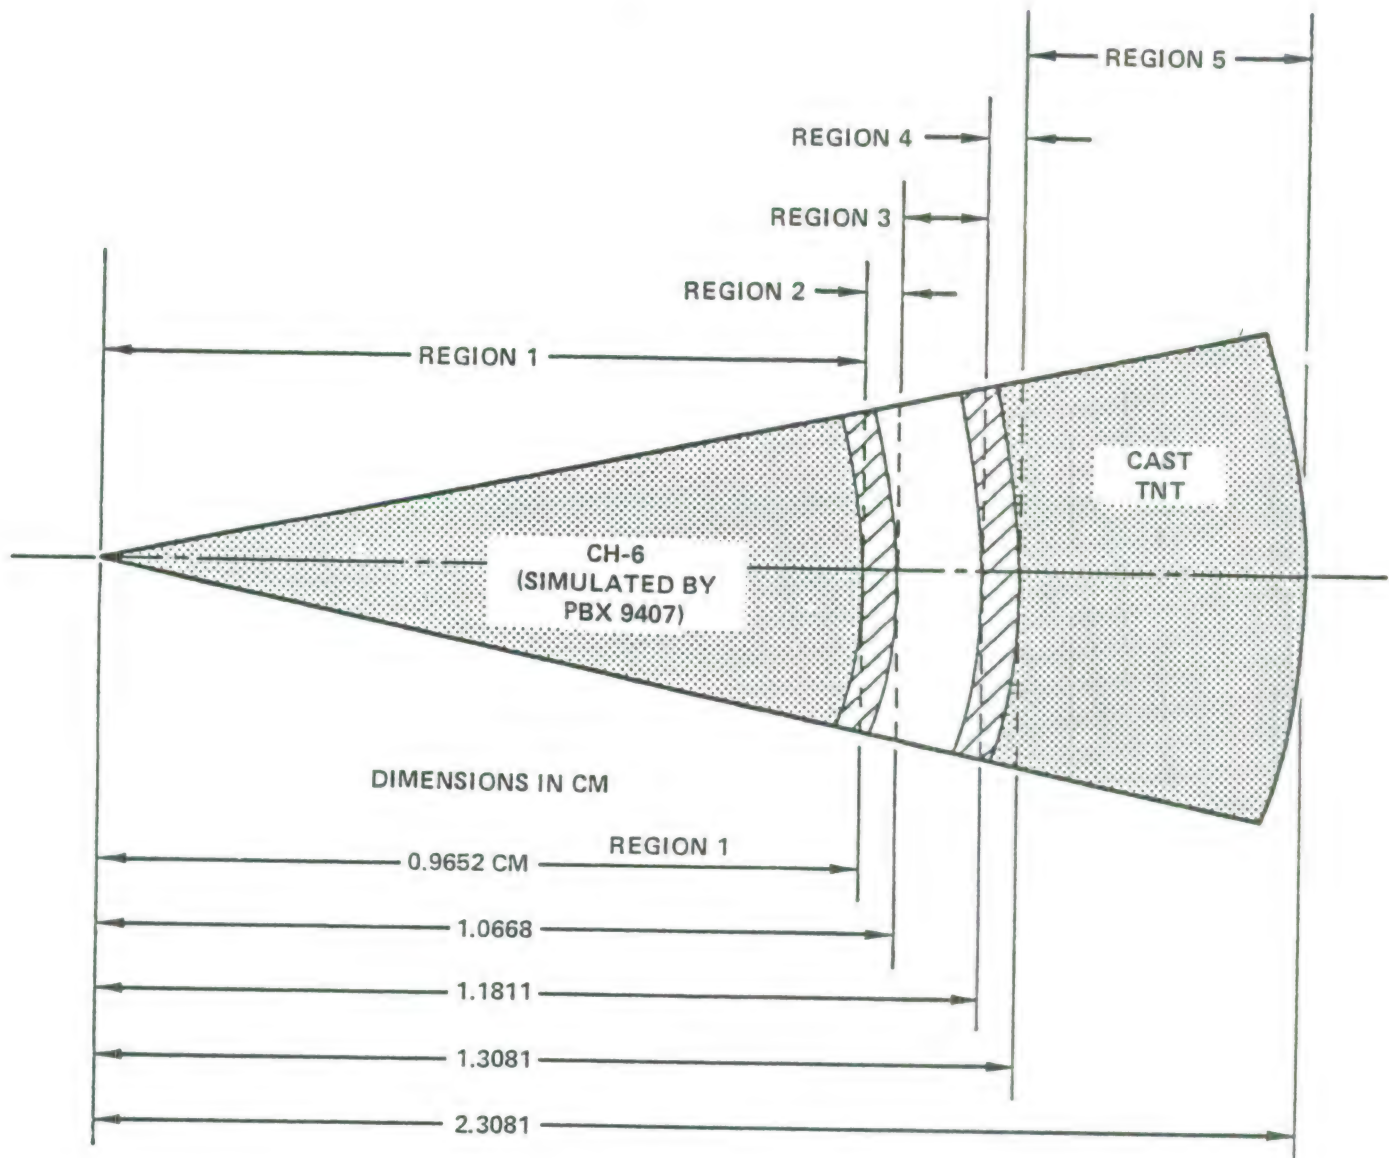 REGION 5
REGION 4
REGION 3
REGION 2
REGION 1
CAST
TNT
CH-6
(SIMULATED BY
PBX 9407)
DIMENSIONS IN CM
REGION 1
0.9652 CM
1.0668
1.1811
1.3081
2.3081